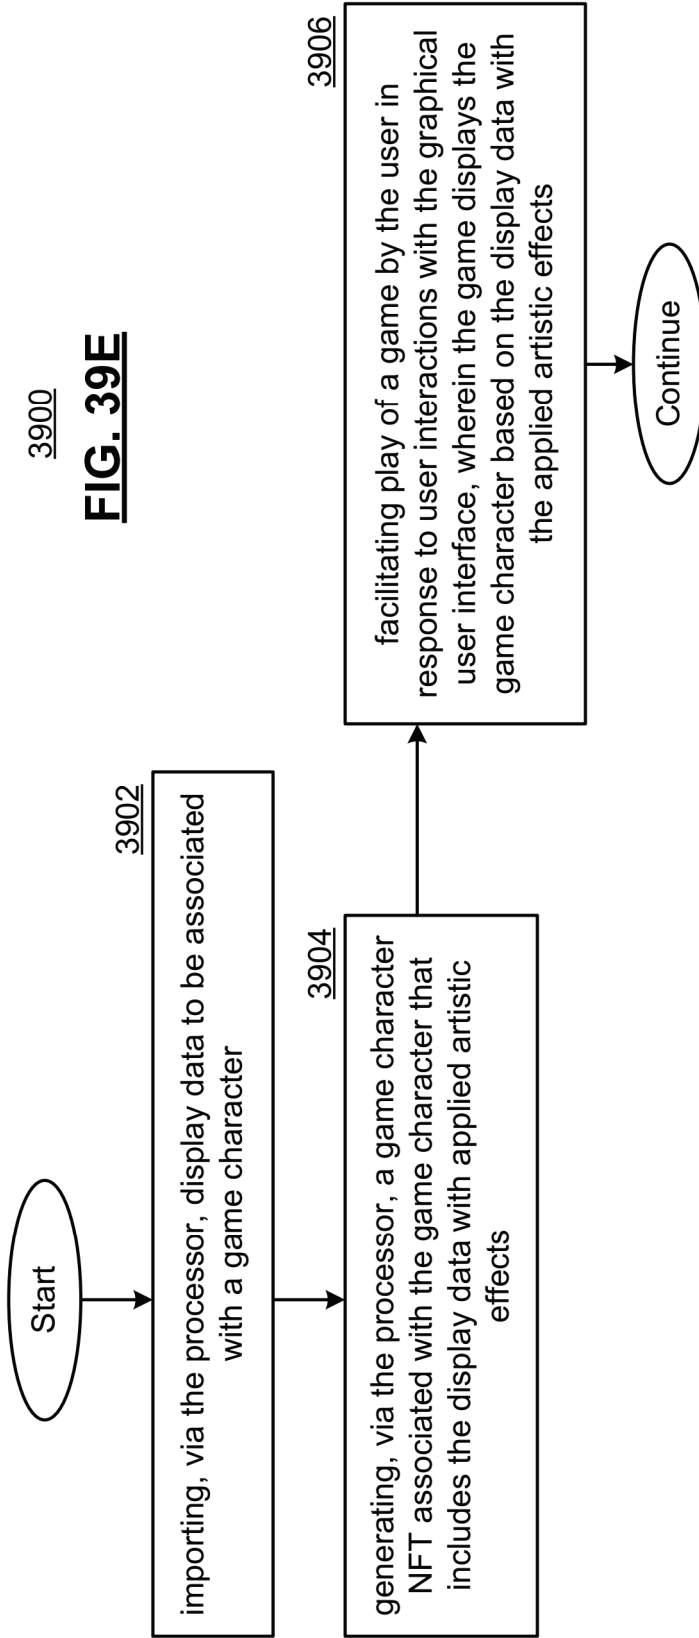 3900
FIG. 39E
Start
3902
importing, via the processor, display data to be associated
with a game character
3904
generating, via the processor, a game character
NFT associated with the game character that
includes the display data with applied artistic
effects
3906
facilitating play of a game by the user in
response to user interactions with the graphical
user interface, wherein the game displays the
game character based on the display data with
the applied artistic effects
Continue